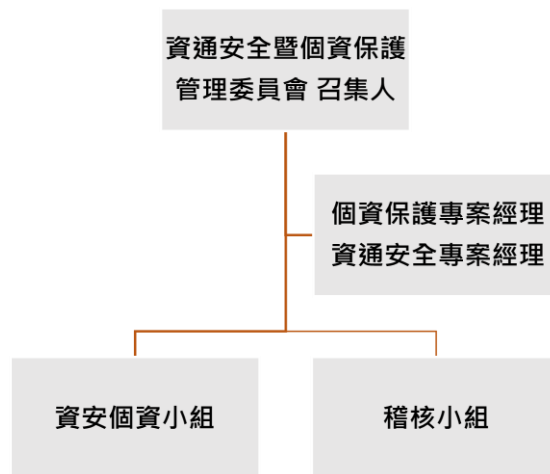 資通安全暨個資保護
管理委員會 召集人
個資保護專案經理
資通安全專案經理
資安個資小組
稽核小組